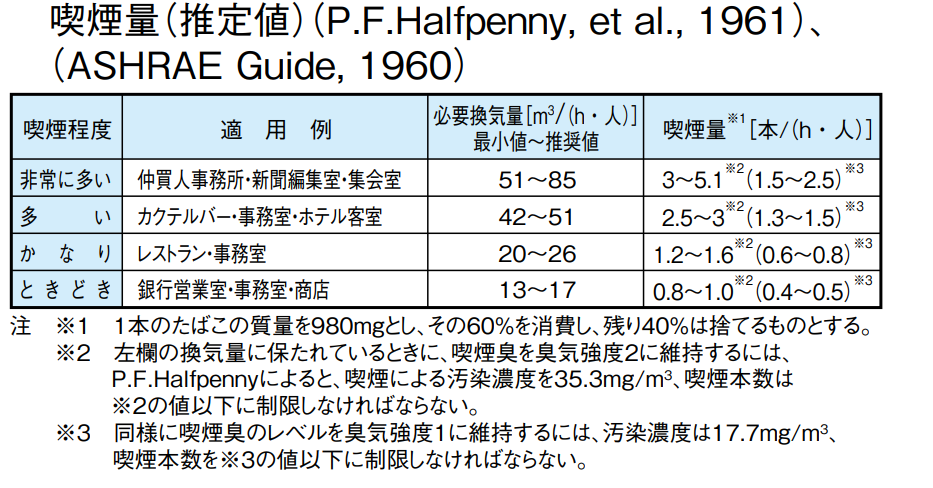 喫煙量(推定値)(P.F.Halfpenny, et al., 1961)、
(ASHRAE Guide, 1960)
喫煙程度 適 用 例 必要換気量[m³/(h・人)] 最小値～推奨値 喫煙量※1[本/(h・人)]
非常に多い 仲買人事務所・新聞編集室・集会室 51～85 3～5.1※2(1.5～2.5)※3
多 い カクテルバー・事務室・ホテル客室 42～51 2.5～3※2(1.3～1.5)※3
か な り レストラン・事務室 20～26 1.2～1.6※2(0.6～0.8)※3
と き ど き 銀行営業室・事務室・商店 13～17 0.8～1.0※2(0.4～0.5)※3
注 ※1 1本のたばこの質量を980mgとし、その60%を消費し、残り40%は捨てるものとする。
※2 左欄の換気量に保たれているときに、喫煙臭を臭気強度2に維持するには、
P.F.Halfpennyによると、喫煙による汚染濃度を35.3mg/m³、喫煙本数は
※2の値以下に制限しなければならない。
※3 同様に喫煙臭のレベルを臭気強度1に維持するには、汚染濃度は17.7mg/m³、
喫煙本数を※3の値以下に制限しなければならない。